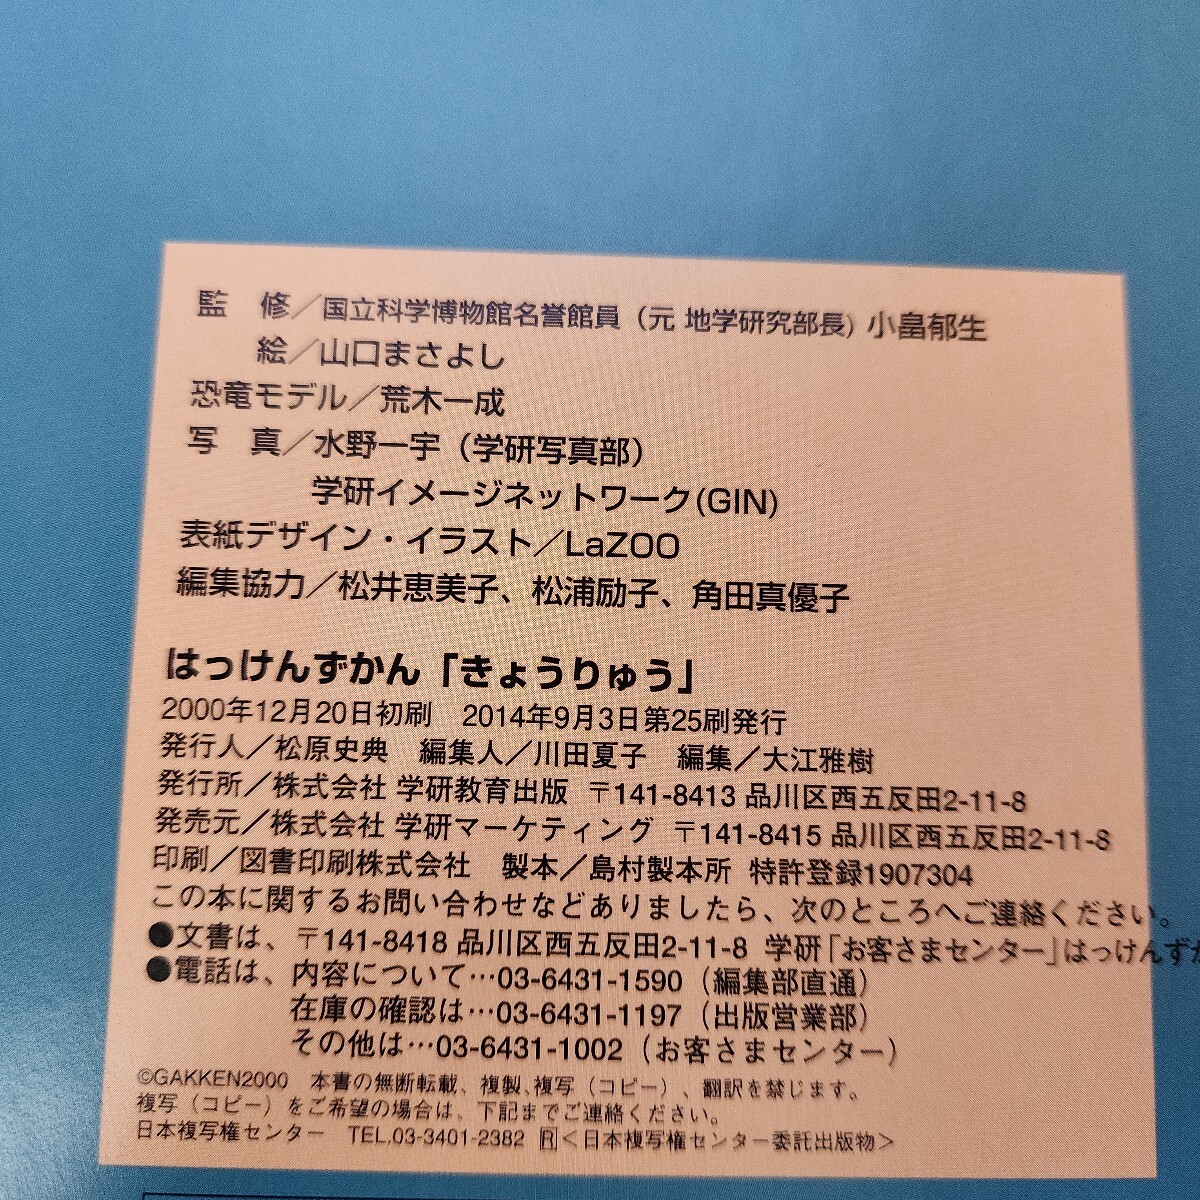 監　修／国立科学博物館名誉館員（元 地学研究部長）小畠郁生
絵／山口まさよし
恐竜モデル／荒木一成
写　真／水野一宇（学研写真部）
学研イメージネットワーク(GIN)
表紙デザイン・イラスト／LaZOO
編集協力／松井恵美子、松浦励子、角田真優子
はっけんずかん「きょうりゅう」
2000年12月20日初刷　2014年9月3日第25刷発行
発行人／松原史典　編集人／川田夏子　編集／大江雅樹
発行所／株式会社 学研教育出版　〒141-8413 品川区西五反田2-11-8
発売元／株式会社 学研マーケティング　〒141-8415 品川区西五反田2-11-8
印刷／図書印刷株式会社　製本／島村製本所　特許登録1907304
この本に関するお問い合わせなどありましたら、次のところへご連絡ください。
●文書は、〒141-8418 品川区西五反田2-11-8　学研「お客さまセンター」はっけんずか
●電話は、内容について…03-6431-1590（編集部直通）
在庫の確認は…03-6431-1197（出版営業部）
その他は…03-6431-1002（お客さまセンター）
©GAKKEN2000　本書の無断転載、複製、複写（コピー）、翻訳を禁じます。
複写（コピー）をご希望の場合は、下記までご連絡ください。
日本複写権センター　TEL.03-3401-2382　R＜日本複写権センター委託出版物＞